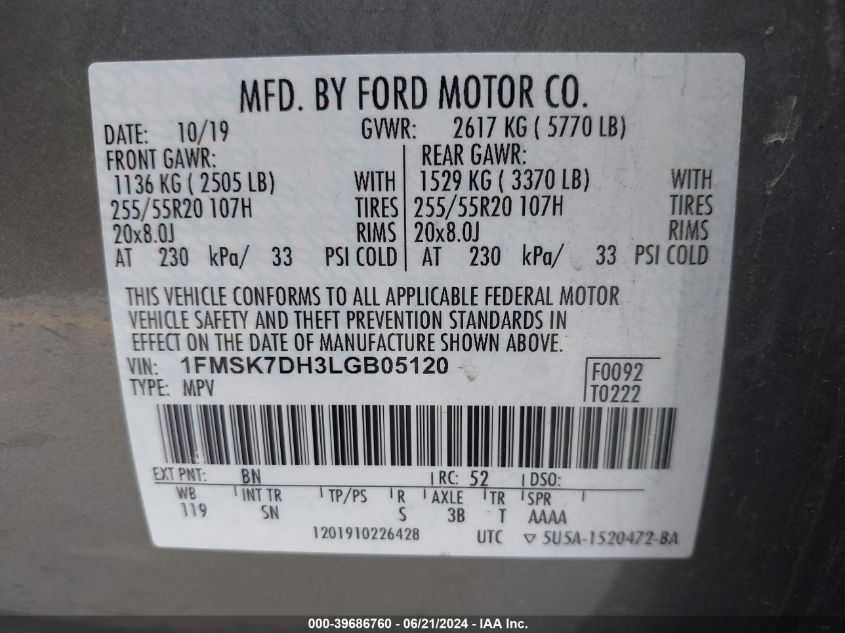 MFD. BY FORD MOTOR CO.
DATE: 10/19 GVWR: 2617 KG ( 5770 LB)
FRONT GAWR: REAR GAWR:
1136 KG ( 2505 LB) WITH 1529 KG ( 3370 LB) WITH
255/55R20 107H TIRES 255/55R20 107H TIRES
20x8.0J RIMS 20x8.0J RIMS
AT 230 kPa/ 33 PSI COLD AT 230 kPa/ 33 PSI COLD
THIS VEHICLE CONFORMS TO ALL APPLICABLE FEDERAL MOTOR
VEHICLE SAFETY AND THEFT PREVENTION STANDARDS IN
EFFECT ON THE DATE OF MANUFACTURE SHOWN ABOVE.
VIN: 1FMSK7DH3LGB05120 F0092
TYPE: MPV T0222
EXT PNT: BN RC: 52 DSO:
WB INT TR TP/PS R AXLE TR SPR
119 SN S 3B T AAAA
1201910226428 UTC ▽ 5U5A-1520472-BA
000-39686760 - 06/21/2024 - IAA Inc.